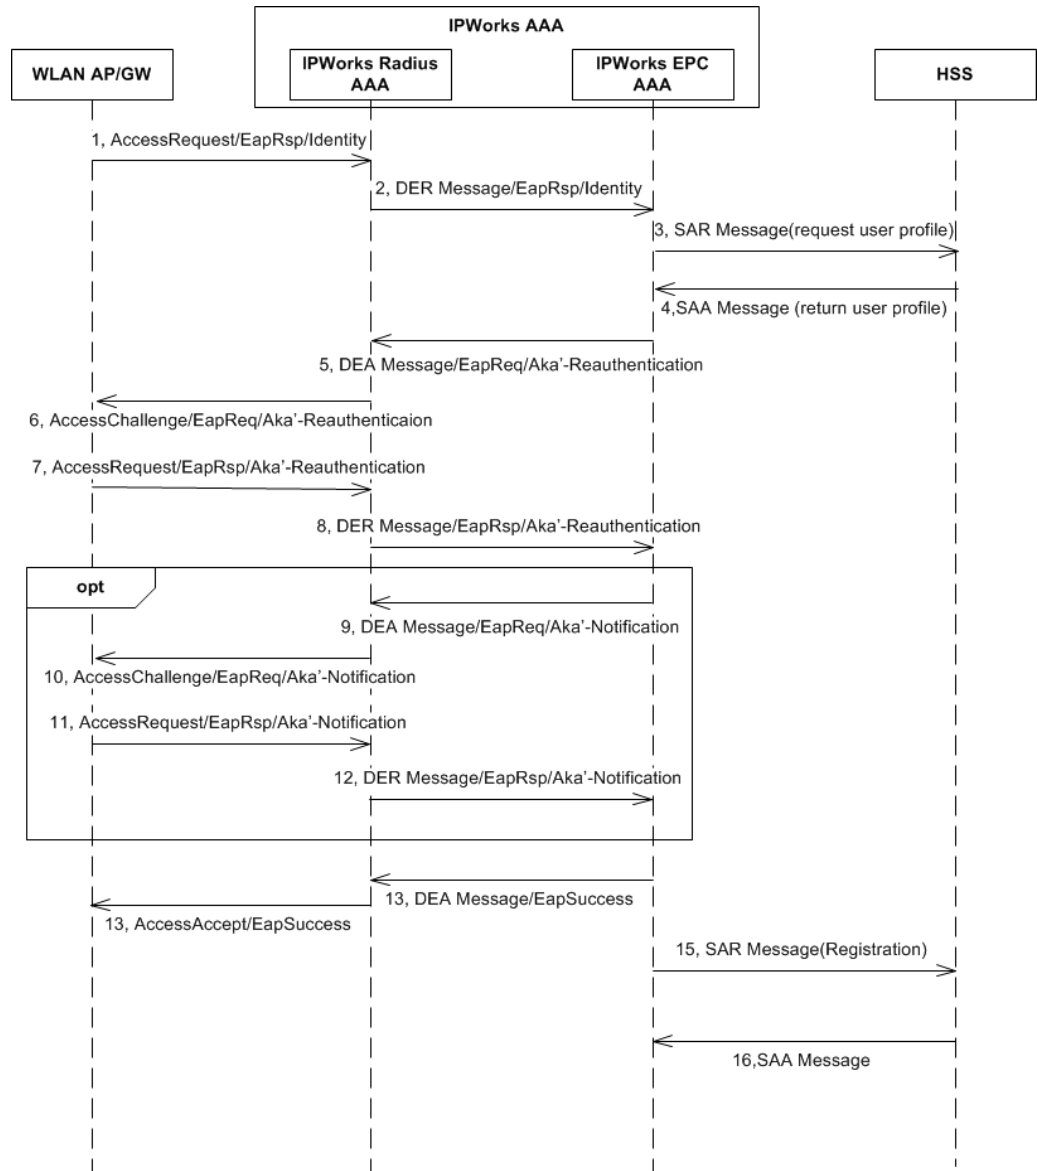 IPWorks AAA
WLAN AP/GW
IPWorks Radius
AAA
IPWorks EPC
AAA
HSS
1, AccessRequest/EapRsp/Identity
2, DER Message/EapRsp/Identity
3, SAR Message(request user profile)
4,SAA Message (return user profile)
5, DEA Message/EapReq/Aka’-Reauthentication
6, AccessChallenge/EapReq/Aka’-Reauthenticaion
7, AccessRequest/EapRsp/Aka’-Reauthentication
8, DER Message/EapRsp/Aka’-Reauthentication
opt
9, DEA Message/EapReq/Aka’-Notification
10, AccessChallenge/EapReq/Aka’-Notification
11, AccessRequest/EapRsp/Aka’-Notification
12, DER Message/EapRsp/Aka’-Notification
13, DEA Message/EapSuccess
13, AccessAccept/EapSuccess
15, SAR Message(Registration)
16,SAA Message